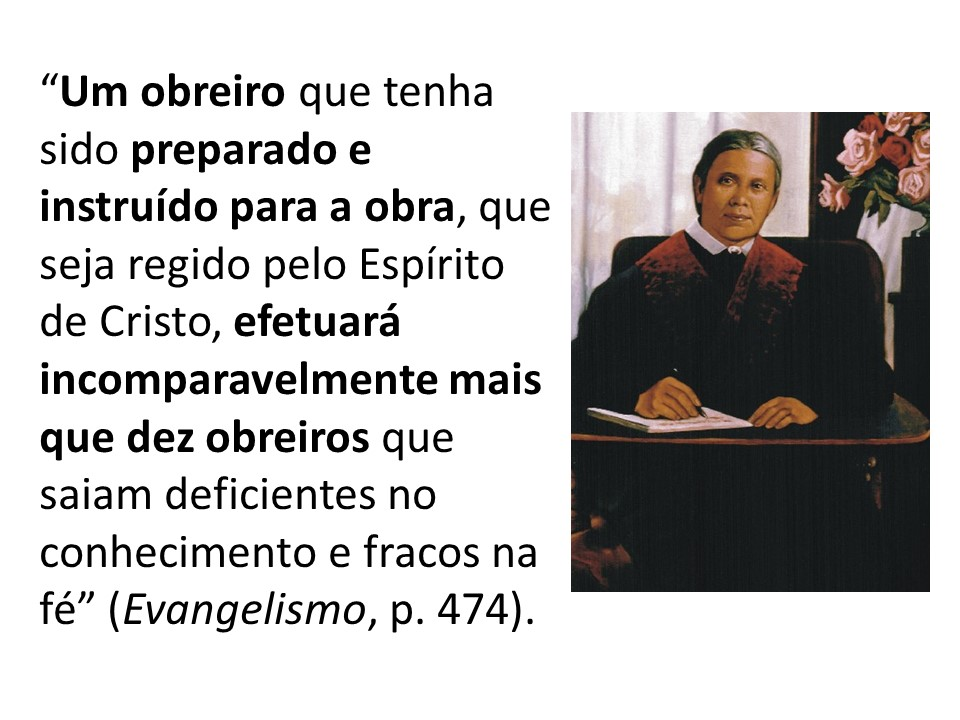 “Um obreiro que tenha
sido preparado e
instruído para a obra, que
seja regido pelo Espírito
de Cristo, efetuará
incomparavelmente mais
que dez obreiros que
saiam deficientes no
conhecimento e fracos na
fé” (Evangelismo, p. 474).